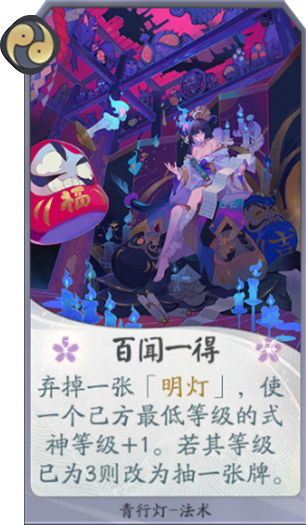 福
百闻一得
弃掉一张「明灯」，使
一个己方最低等级的式
神等级+1。若其等级
已为3则改为抽一张牌。
青行灯-法术